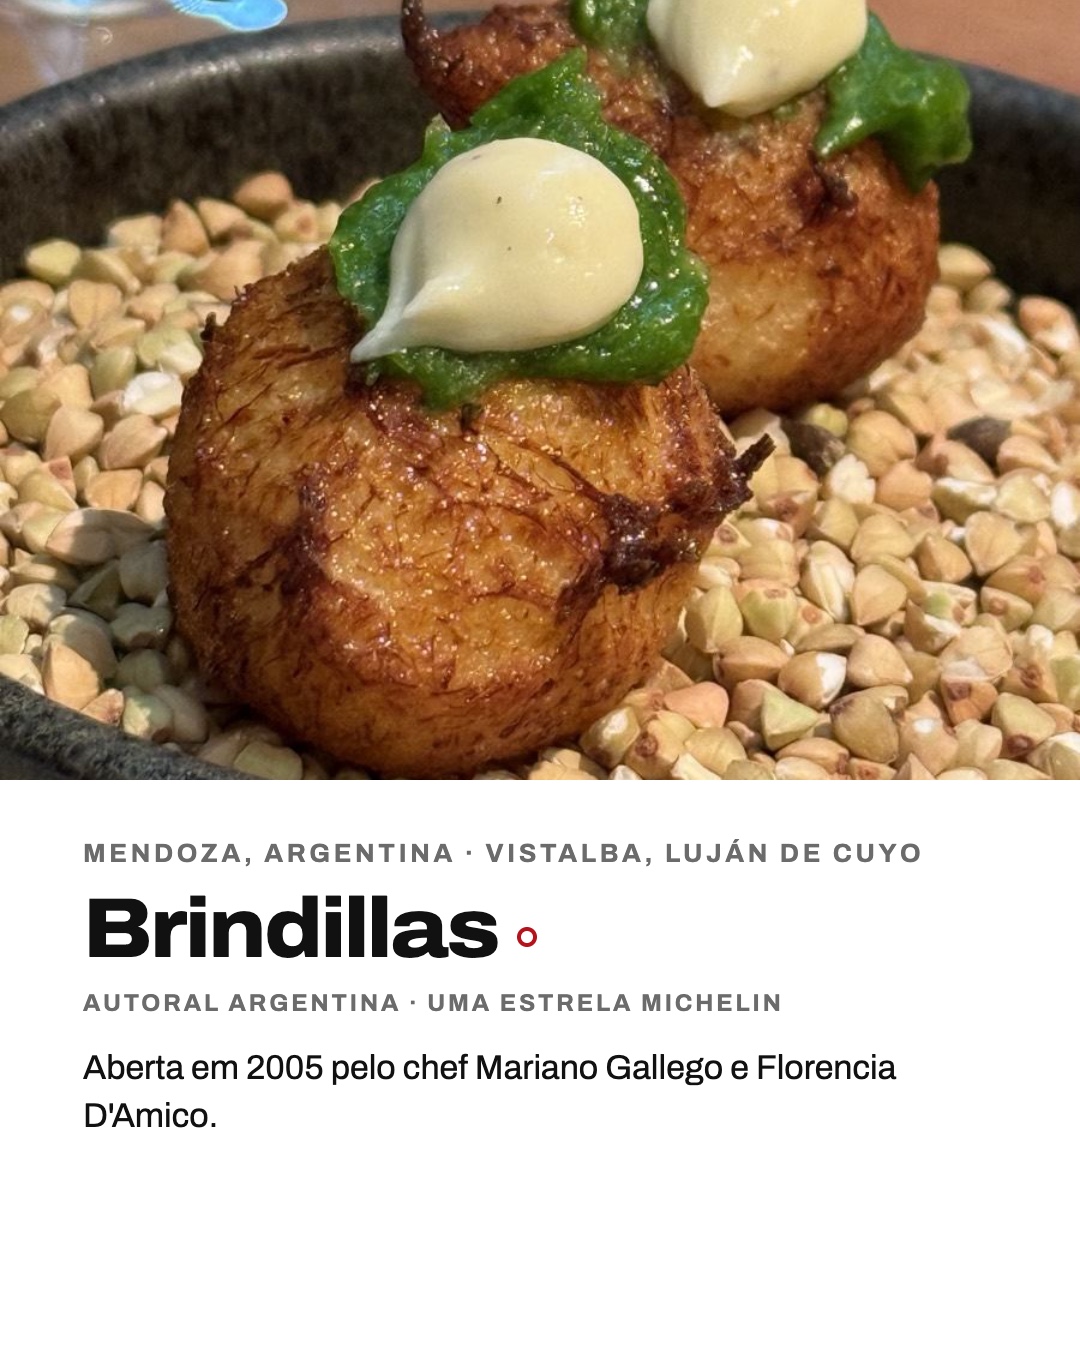 MENDOZA, ARGENTINA · VISTALBA, LUJÁN DE CUYO
Brindillas
AUTORAL ARGENTINA · UMA ESTRELA MICHELIN
Aberta em 2005 pelo chef Mariano Gallego e Florencia
D'Amico.